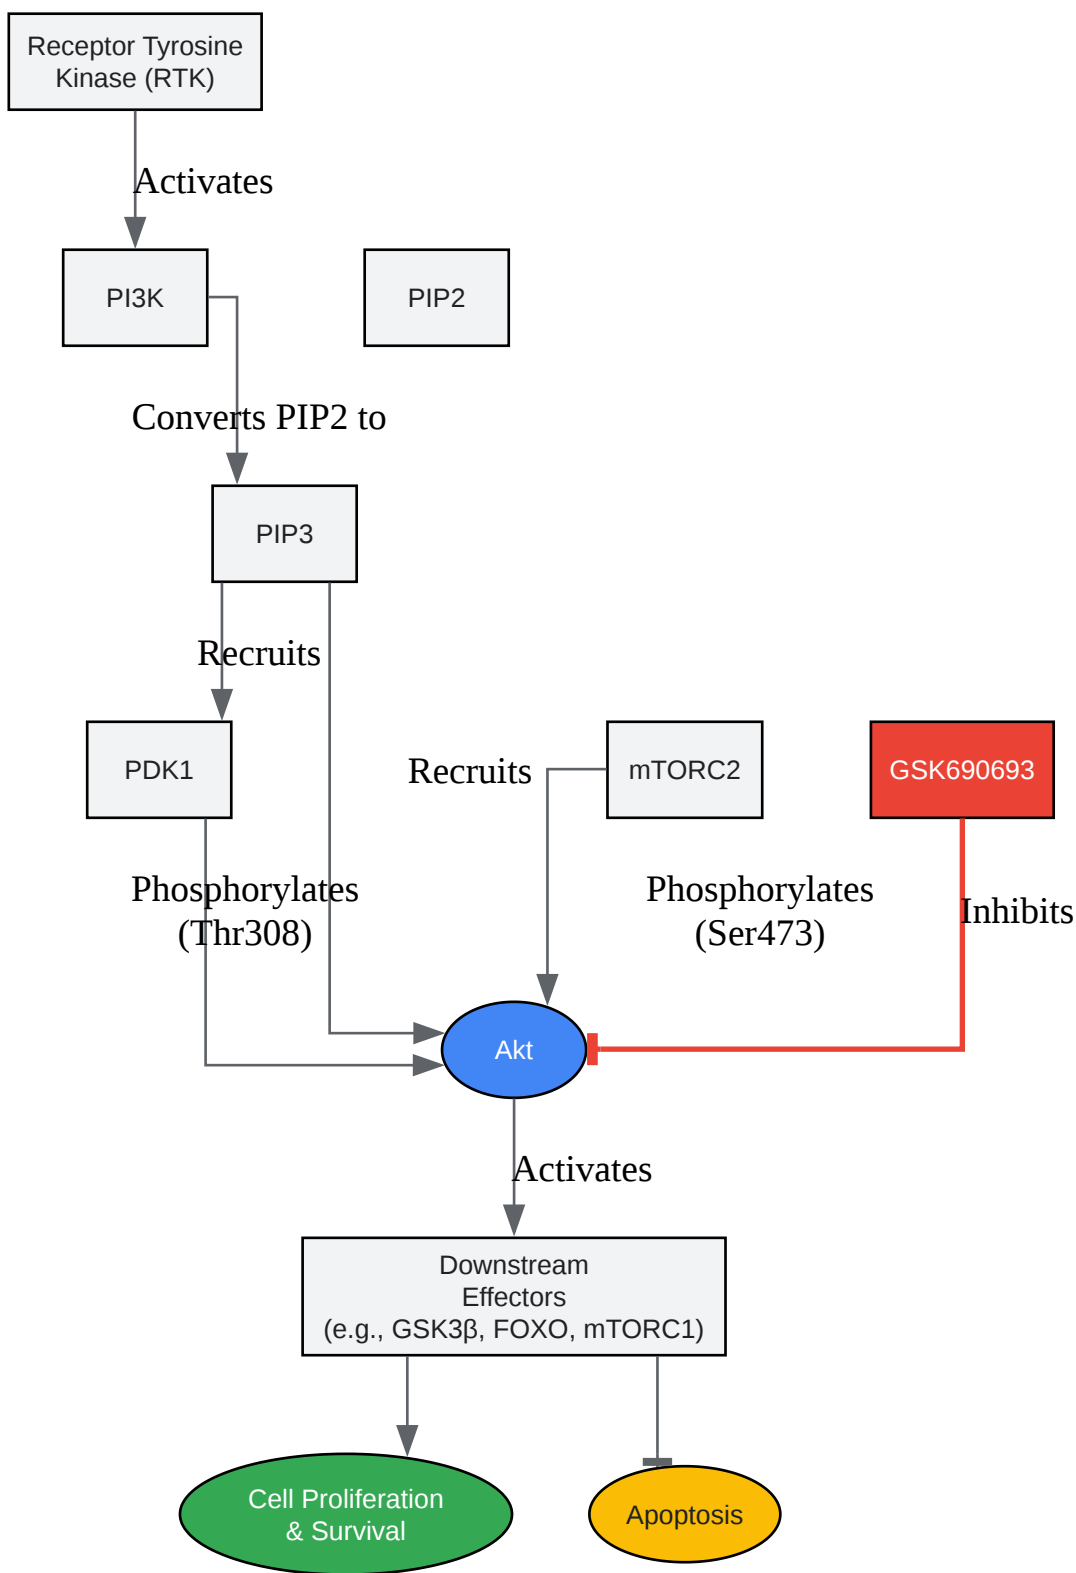 Receptor Tyrosine
Kinase (RTK)
Activates
PI3K
PIP2
Converts PIP2 to
PIP3
Recruits
PDK1
Recruits
mTORC2
GSK690693
Phosphorylates
(Thr308)
Phosphorylates
(Ser473)
Inhibits
Akt
Activates
Downstream
Effectors
(e.g., GSK3β, FOXO, mTORC1)
Cell Proliferation
& Survival
Apoptosis